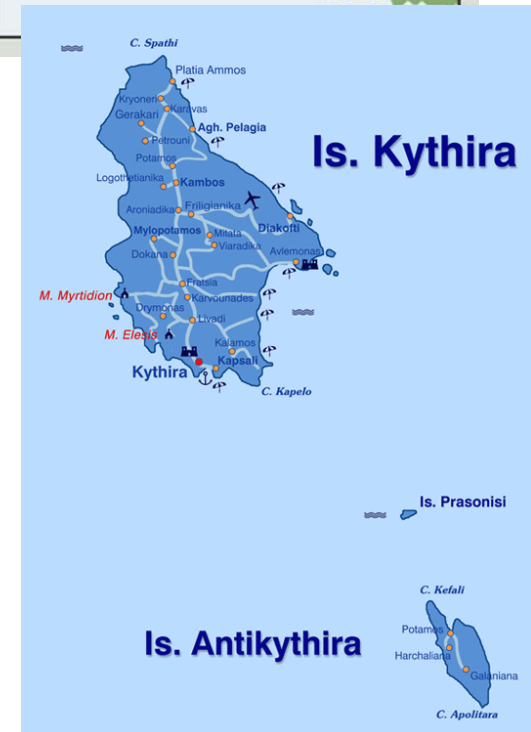 C. Spathi
Platia Ammos
Kryoneri
Karavas
Gerakari
Agh. Pelagia
Petrouni
Is. Kythira
Potamos
Logothetianika
Kambos
Aroniadika
Friligianika
Diakofti
Mylopotamos
Mitata
Viaradika
Avlemonas
Dokana
Fratsia
M. Myrtidion
Karvounades
Drymonas
Livadi
M. Elesis
Kalamos
Kapsali
Kythira
C. Kapelo
Is. Prasonisi
C. Kefali
Potamos
Is. Antikythira
Harchaliana
Galaniana
C. Apolitara